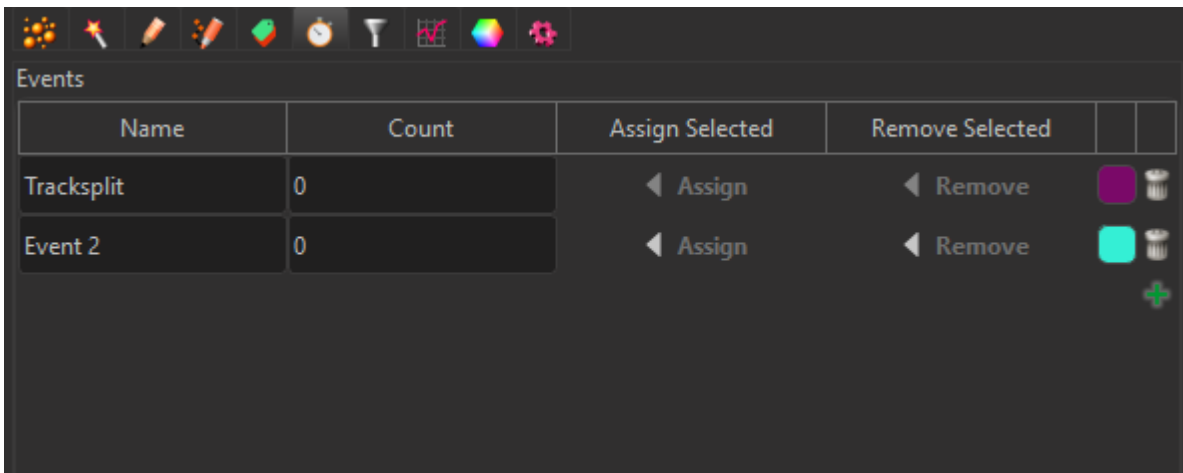 Events
Name Count Assign Selected Remove Selected
Tracksplit 0 Assign Remove
Event 2 0 Assign Remove